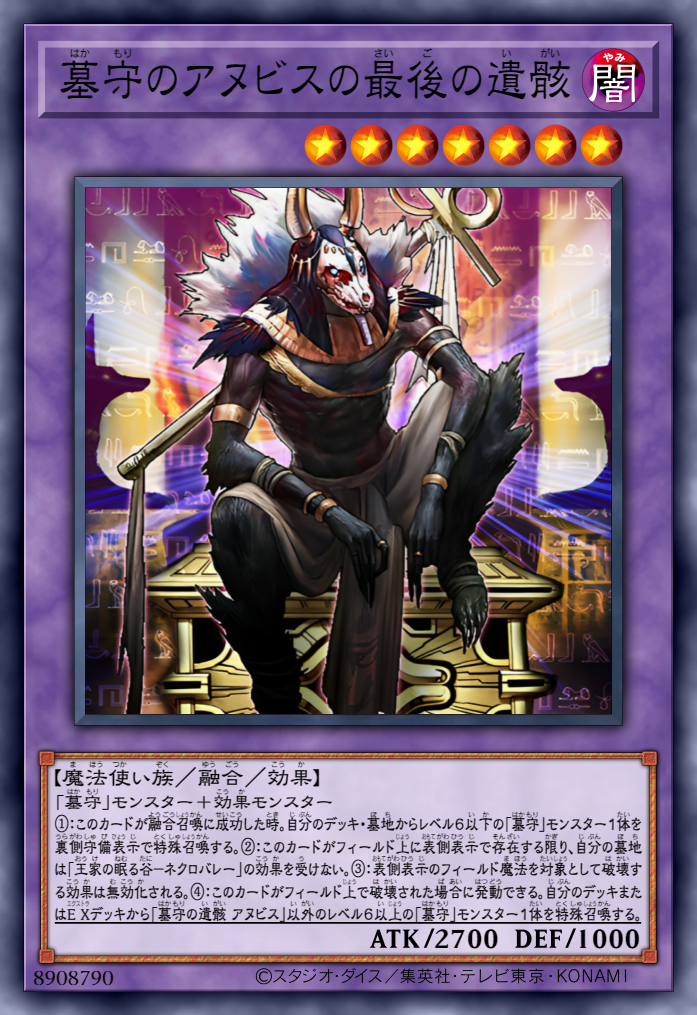 墓守のアヌビスの最後の遺骸
闇
【魔法使い族／融合／効果】
「墓守」モンスター＋効果モンスター
①：このカードが融合召喚に成功した時。自分のデッキ・墓地からレベル６以下の「墓守」モンスター１体を
裏側守備表示で特殊召喚する。②：このカードがフィールド上に表側表示で存在する限り、自分の墓地
は「王家の眠る谷－ネクロバレー」の効果を受けない。③：表側表示のフィールド魔法を対象として破壊す
る効果は無効化される。④：このカードがフィールド上で破壊された場合に発動できる。自分のデッキまた
はＥＸデッキから「墓守の遺骸 アヌビス」以外のレベル６以上の「墓守」モンスター１体を特殊召喚する。
ATK/2700 DEF/1000
8908790 ©スタジオ・ダイス／集英社・テレビ東京・KONAMI